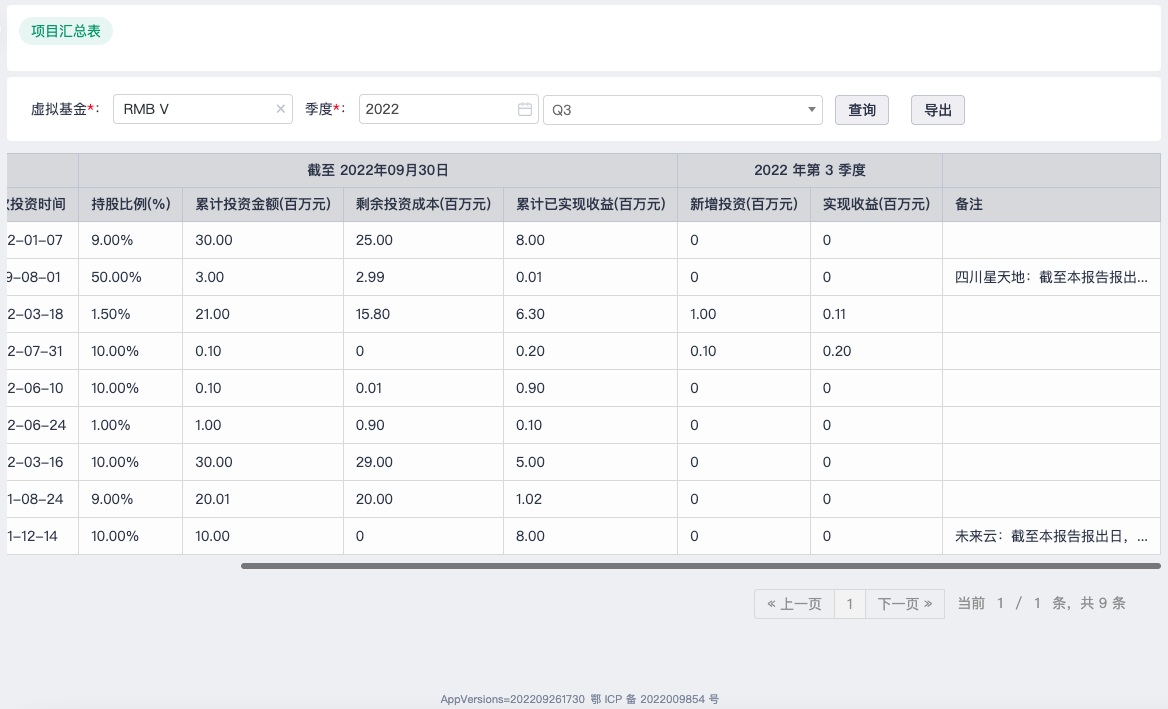 项目汇总表
虚拟基金*: RMB V × 季度*: 2022 Q3 查询 导出
截至 2022年09月30日 2022 年第 3 季度
投资时间 持股比例(%) 累计投资金额(百万元) 剩余投资成本(百万元) 累计已实现收益(百万元) 新增投资(百万元) 实现收益(百万元) 备注
2-01-07 9.00% 30.00 25.00 8.00 0 0
9-08-01 50.00% 3.00 2.99 0.01 0 0 四川星天地：截至本报告报出...
2-03-18 1.50% 21.00 15.80 6.30 1.00 0.11
2-07-31 10.00% 0.10 0 0.20 0.10 0.20
2-06-10 10.00% 0.10 0.01 0.90 0 0
2-06-24 1.00% 1.00 0.90 0.10 0 0
2-03-16 10.00% 30.00 29.00 5.00 0 0
1-08-24 9.00% 20.01 20.00 1.02 0 0
1-12-14 10.00% 10.00 0 8.00 0 0 未来云：截至本报告报出日，...
« 上一页 1 下一页 » 当前 1 / 1 条，共 9 条
AppVersions=202209261730 鄂 ICP 备 2022009854 号